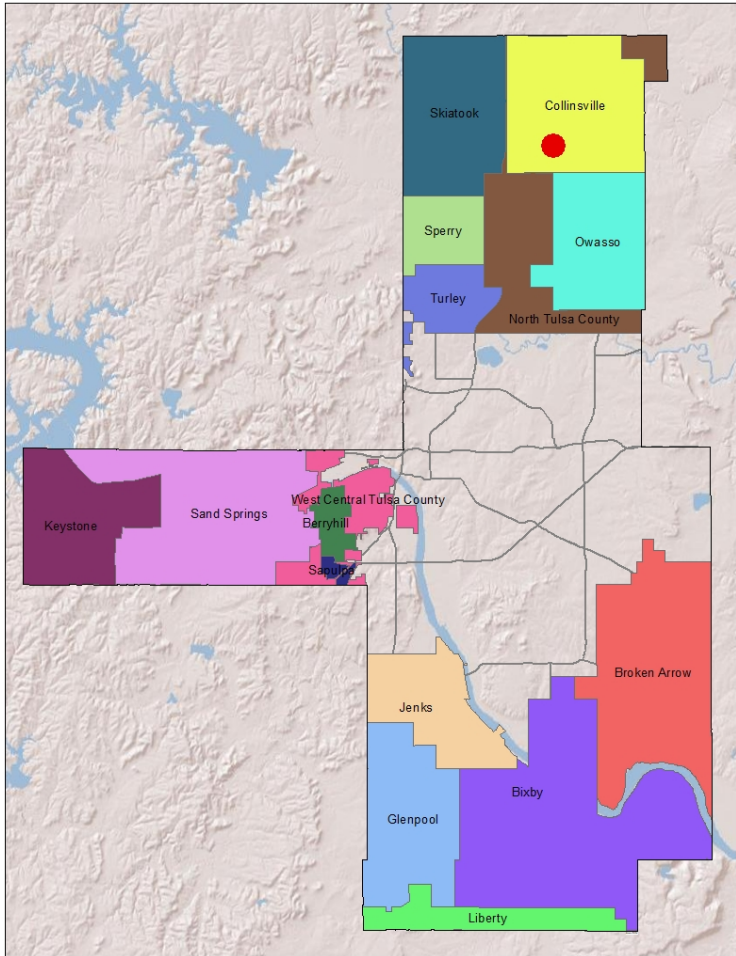 Skiatook
Collinsville
Sperry
Owasso
Turley
North Tulsa County
West Central Tulsa County
Sand Springs
Berryhill
Keystone
Sapulpa
Broken Arrow
Jenks
Bixby
Glenpool
Liberty